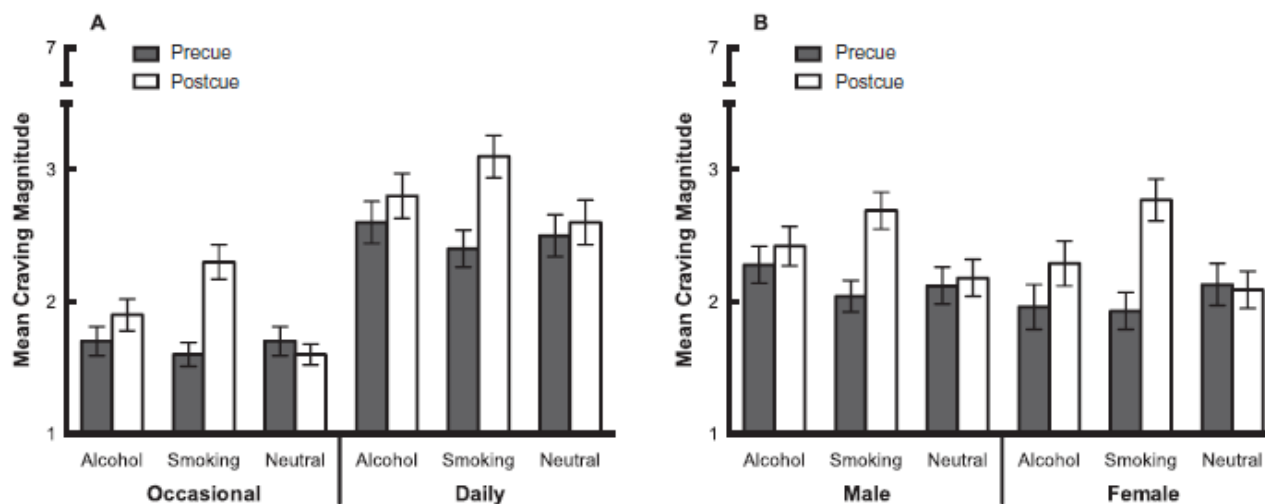 A
7
Precue
Postcue
3
2
1
Mean Craving Magnitude
Alcohol Smoking Neutral Alcohol Smoking Neutral
Occasional Daily
B
7
Precue
Postcue
3
2
1
Mean Craving Magnitude
Alcohol Smoking Neutral Alcohol Smoking Neutral
Male Female